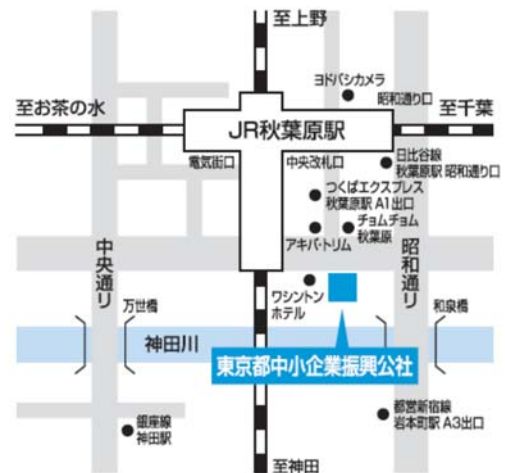 至上野
ヨドバシカメラ
昭和通り口
至お茶の水
至千葉
JR秋葉原駅
電気街口
中央改札口
日比谷線
秋葉原駅 昭和通り口
つくばエクスプレス
秋葉原駅 A1出口
アキバ・トリム
チョムチョム
秋葉原
中央通り
昭和通り
ワシントン
ホテル
万世橋
和泉橋
神田川
東京都中小企業振興公社
銀座線
神田駅
都営新宿線
岩本町駅 A3出口
至神田